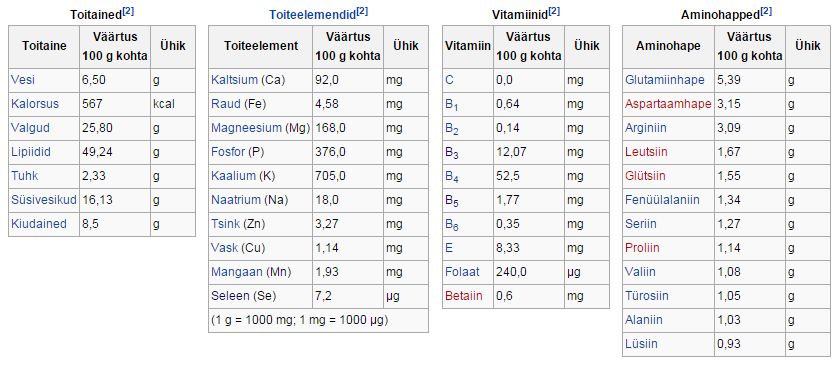 Toitained[2]
Toitaine Väärtus 100 g kohta Ühik
Vesi 6,50 g
Kalorsus 567 kcal
Valgud 25,80 g
Lipiidid 49,24 g
Tuhk 2,33 g
Süsivesikud 16,13 g
Kiudained 8,5 g
Toiteelemendid[2]
Toiteelement Väärtus 100 g kohta Ühik
Kaltsium (Ca) 92,0 mg
Raud (Fe) 4,58 mg
Magneesium (Mg) 168,0 mg
Fosfor (P) 376,0 mg
Kaalium (K) 705,0 mg
Naatrium (Na) 18,0 mg
Tsink (Zn) 3,27 mg
Vask (Cu) 1,14 mg
Mangaan (Mn) 1,93 mg
Seleen (Se) 7,2 µg
(1 g = 1000 mg; 1 mg = 1000 µg)
Vitamiinid[2]
Vitamiin Väärtus 100 g kohta Ühik
C 0,0 mg
B1 0,64 mg
B2 0,14 mg
B3 12,07 mg
B4 52,5 mg
B5 1,77 mg
B6 0,35 mg
E 8,33 mg
Folaat 240,0 µg
Betaiin 0,6 mg
Aminohapped[2]
Aminohape Väärtus 100 g kohta Ühik
Glutamiinhape 5,39 g
Aspartaamhape 3,15 g
Arginiin 3,09 g
Leutsiin 1,67 g
Glütsiin 1,55 g
Fenüülalaniin 1,34 g
Seriin 1,27 g
Proliin 1,14 g
Valiin 1,08 g
Türosiin 1,05 g
Alaniin 1,03 g
Lüsiin 0,93 g